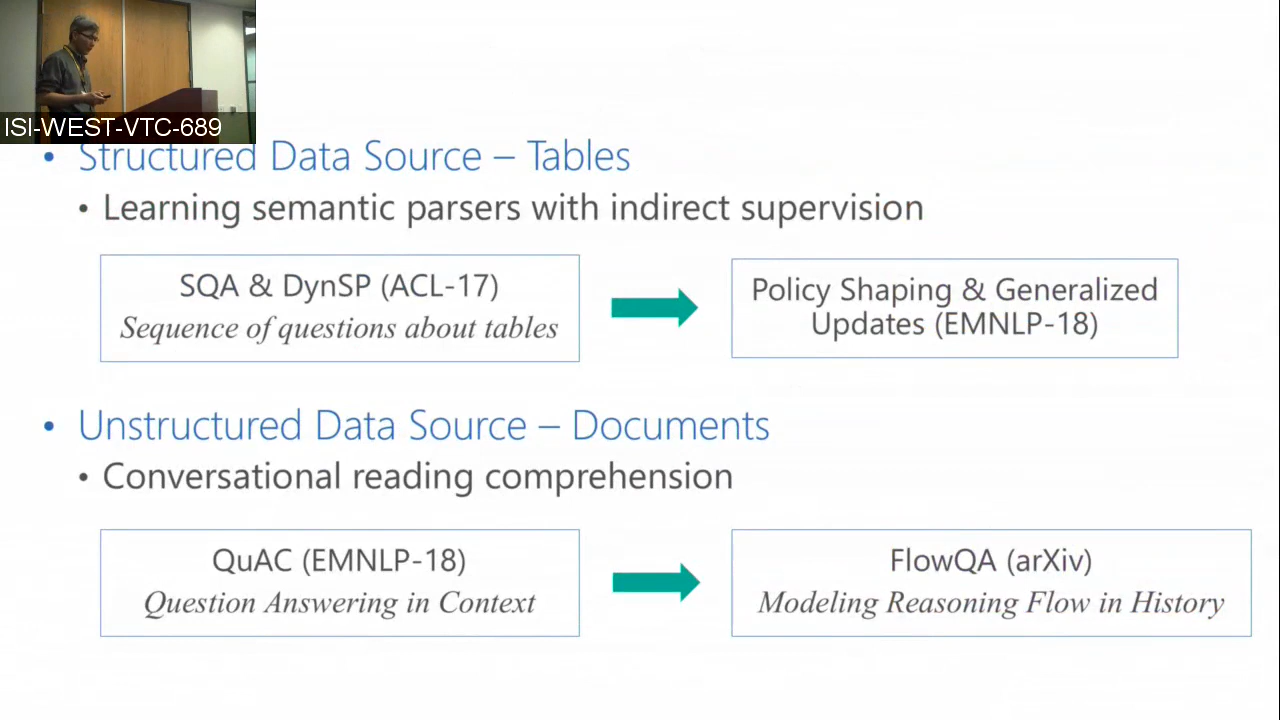 ISI-WEST-VTC-689
• Structured Data Source – Tables
• Learning semantic parsers with indirect supervision
SQA & DynSP (ACL-17)
Sequence of questions about tables
Policy Shaping & Generalized
Updates (EMNLP-18)
• Unstructured Data Source – Documents
• Conversational reading comprehension
QuAC (EMNLP-18)
Question Answering in Context
FlowQA (arXiv)
Modeling Reasoning Flow in History